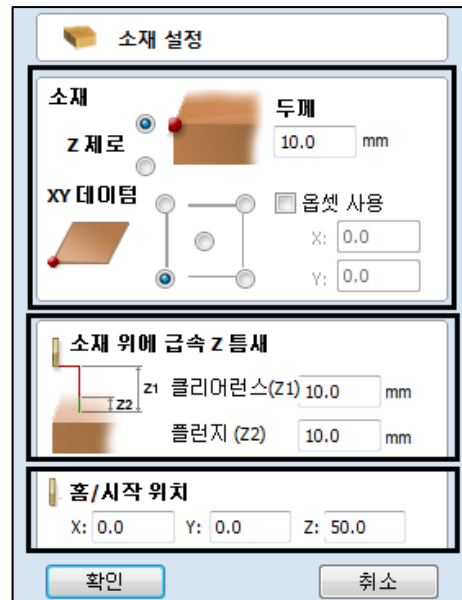 소재 설정
소재
두께
Z 제로
10.0 mm
XY 데이텀
옵셋 사용
X: 0.0
Y: 0.0
소재 위에 급속 Z 틈새
Z1 클리어런스(Z1) 10.0 mm
Z2
플런지 (Z2) 10.0 mm
홈/시작 위치
X: 0.0 Y: 0.0 Z: 50.0
확인 취소